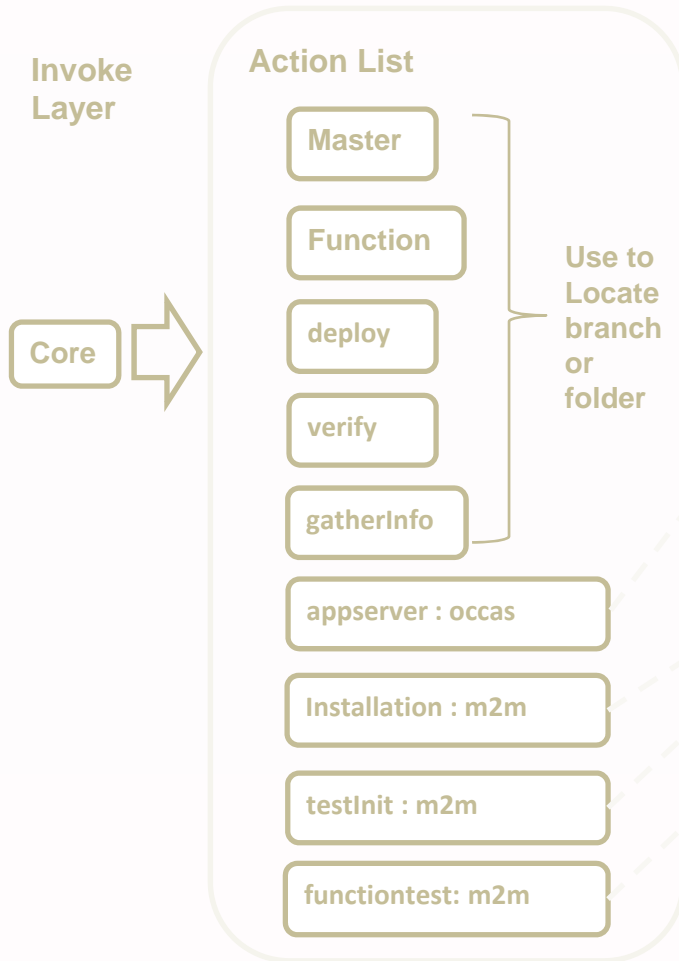 Invoke
Layer
Action List
Master
Function
deploy
verify
gatherInfo
Use to
Locate
branch
or
folder
Core
appserver : occas
Installation : m2m
testInit : m2m
functiontest: m2m